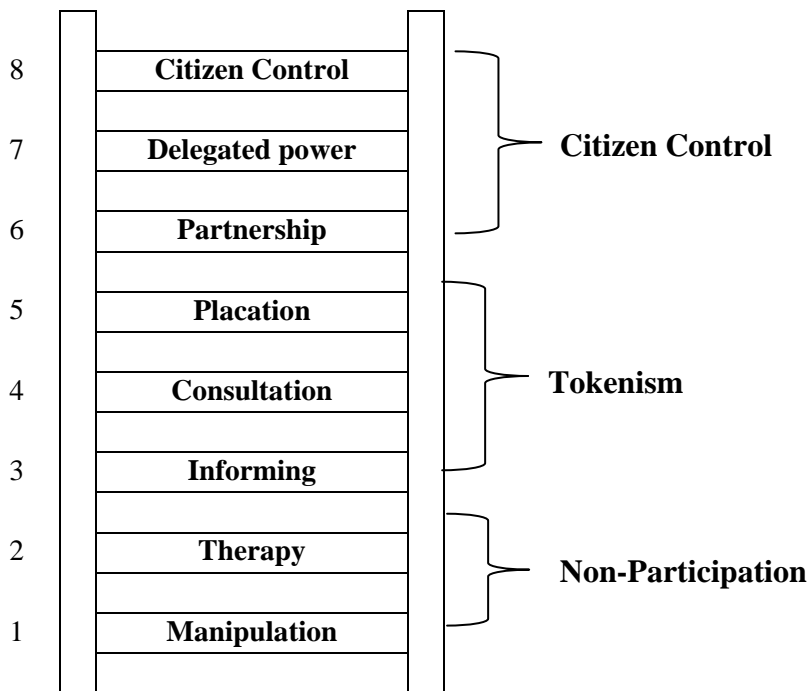 8 Citizen Control
7 Delegated power Citizen Control
6 Partnership
5 Placation
4 Consultation Tokenism
3 Informing
2 Therapy Non-Participation
1 Manipulation